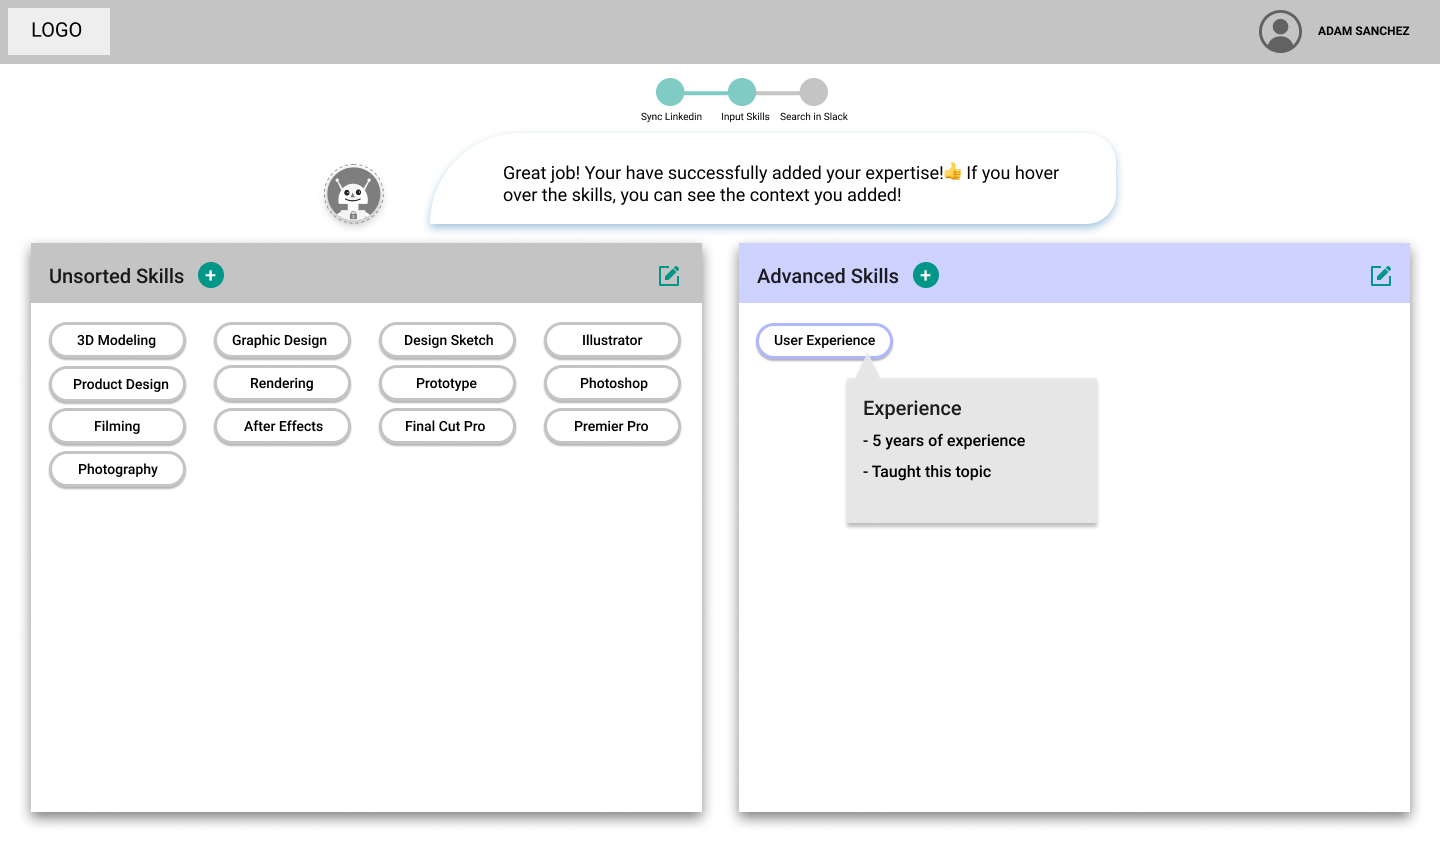 LOGO
ADAM SANCHEZ
Sync Linkedin
Input Skills
Search in Slack
Great job! Your have successfully added your expertise!👍 If you hover
over the skills, you can see the context you added!
Unsorted Skills
3D Modeling
Graphic Design
Design Sketch
Illustrator
Product Design
Rendering
Prototype
Photoshop
Filming
After Effects
Final Cut Pro
Premier Pro
Photography
Advanced Skills
User Experience
Experience
- 5 years of experience
- Taught this topic